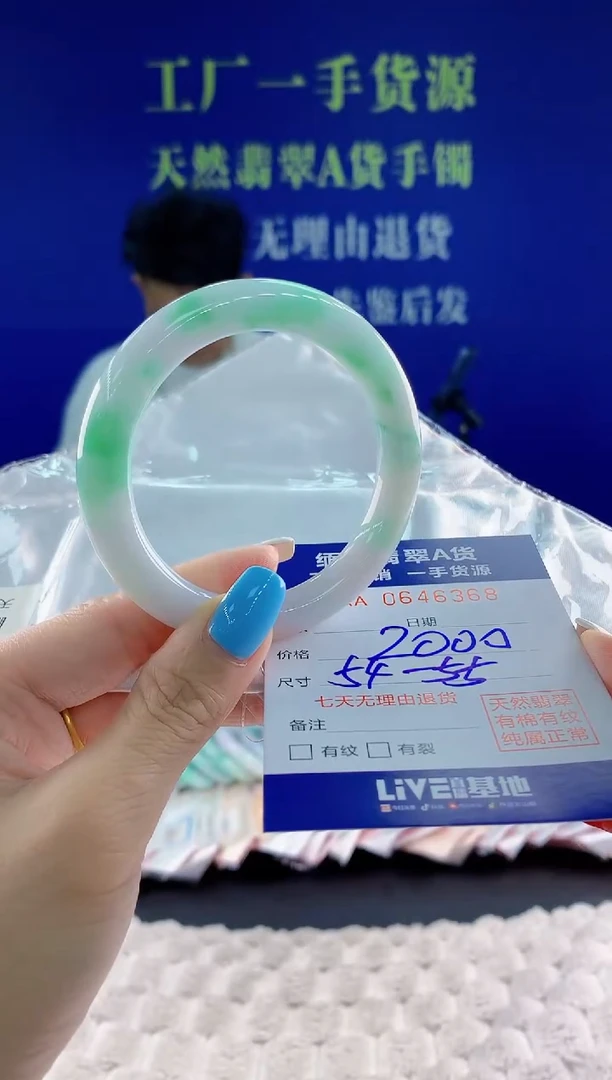 工厂一手货源
天然翡翠A货手镯
无理由退货
先鉴后发
缅 翡翠A货
一手货源
0646368
日期
价格 2000
尺寸 54-55
七天无理由退货
天然翡翠
有棉有纹
纯属正常
备注
有纹 有裂
LiVE 基地